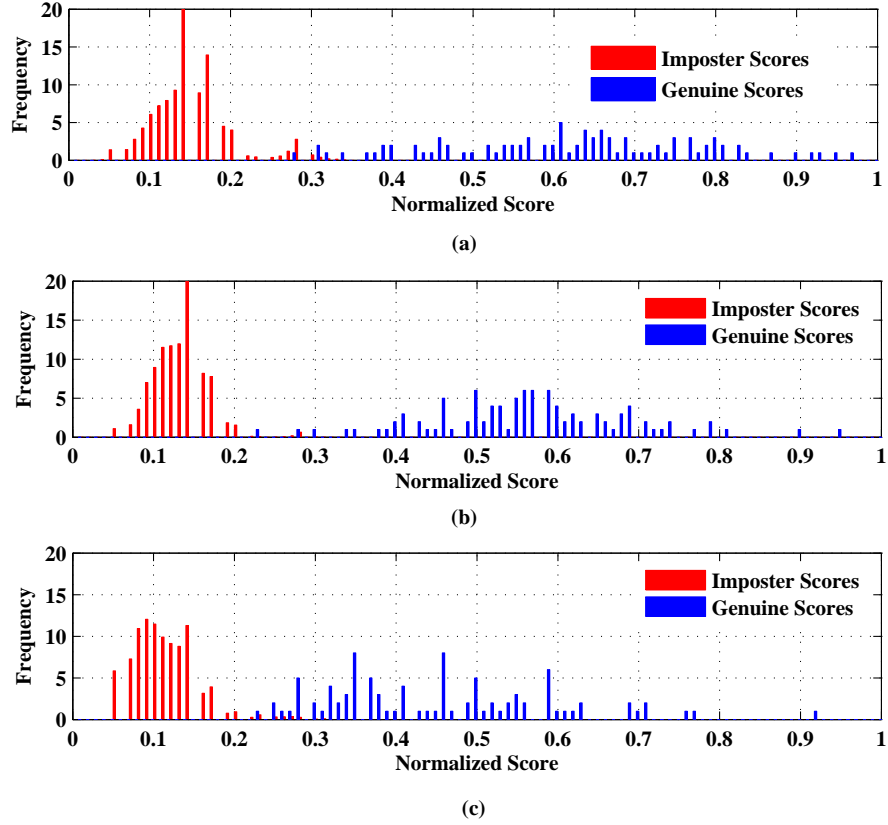 20
15
10
5
0
Frequency
Imposter Scores
Genuine Scores
0 0.1 0.2 0.3 0.4 0.5 0.6 0.7 0.8 0.9 1
Normalized Score
(a)
20
15
10
5
0
Frequency
Imposter Scores
Genuine Scores
0 0.1 0.2 0.3 0.4 0.5 0.6 0.7 0.8 0.9 1
Normalized Score
(b)
20
15
10
5
0
Frequency
Imposter Scores
Genuine Scores
0 0.1 0.2 0.3 0.4 0.5 0.6 0.7 0.8 0.9 1
Normalized Score
(c)